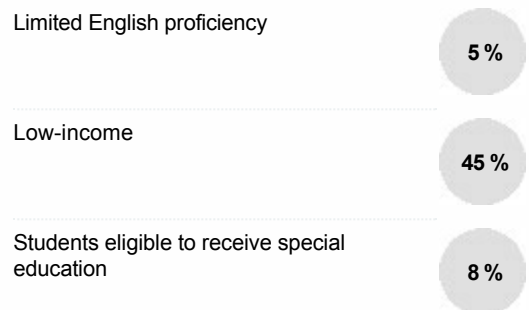 Limited English proficiency
5 %
Low-income
45 %
Students eligible to receive special
education
8 %